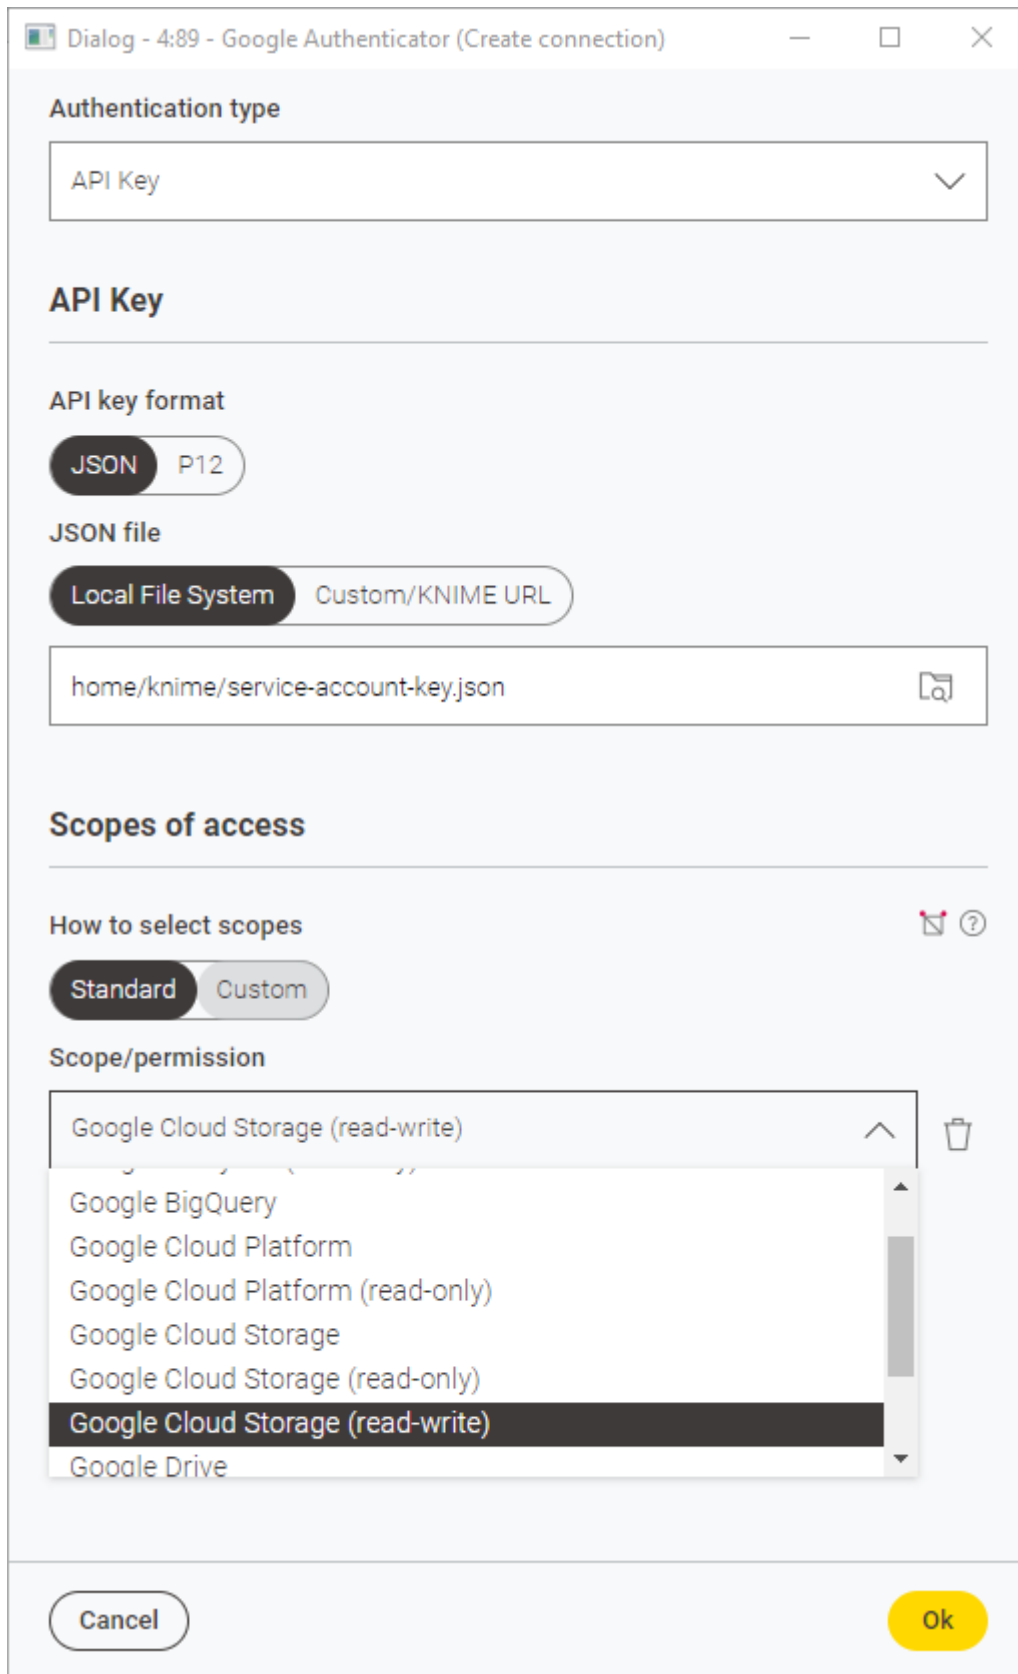 Dialog - 4:89 - Google Authenticator (Create connection)
Authentication type
API Key
API Key
API key format
JSON P12
JSON file
Local File System Custom/KNIME URL
home/knime/service-account-key.json
Scopes of access
How to select scopes
?
Standard Custom
Scope/permission
Google Cloud Storage (read-write)
Google BigQuery
Google Cloud Platform
Google Cloud Platform (read-only)
Google Cloud Storage
Google Cloud Storage (read-only)
Google Cloud Storage (read-write)
Google Drive
Cancel Ok